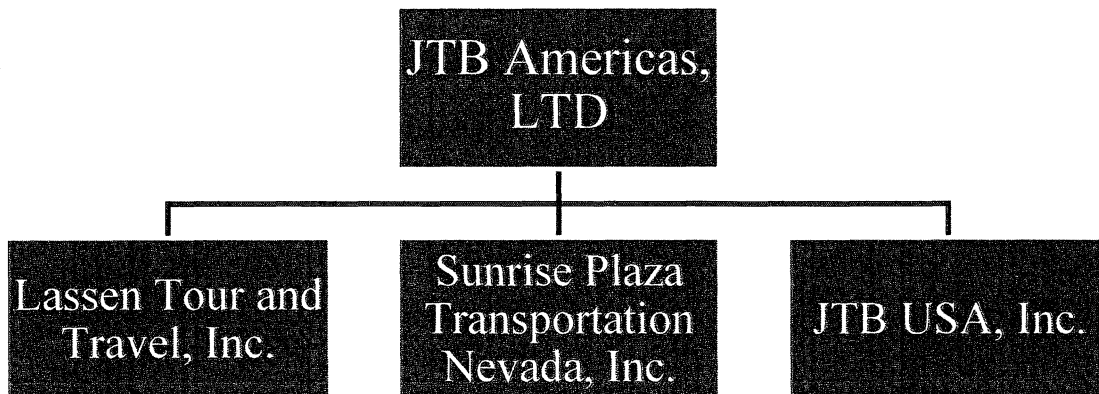 JTB Americas,
LTD
Lassen Tour and
Travel, Inc.
Sunrise Plaza
Transportation
Nevada, Inc.
JTB USA, Inc.